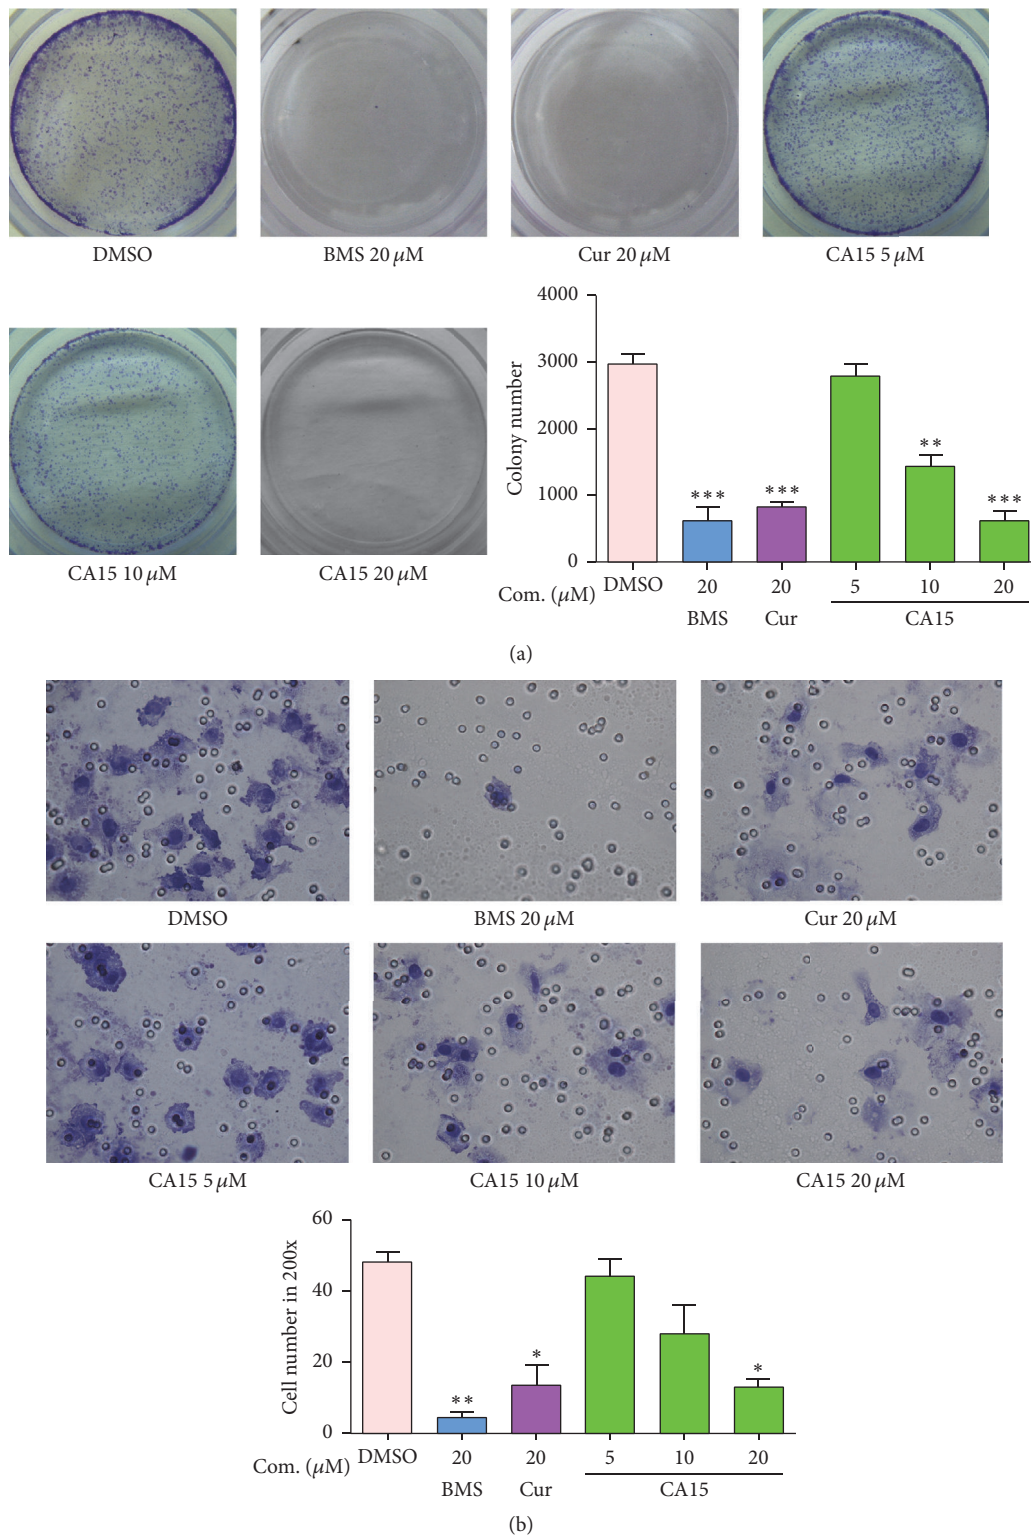 DMSO
BMS 20 μM
Cur 20 μM
CA15 5 μM
CA15 10 μM
CA15 20 μM
4000
3000
2000
1000
0
Colony number
***
***
**
***
Com. (μM)
DMSO
20
20
5
10
20
BMS
Cur
CA15
(a)
DMSO
BMS 20 μM
Cur 20 μM
CA15 5 μM
CA15 10 μM
CA15 20 μM
60
40
20
0
Cell number in 200x
**
*
*
Com. (μM)
DMSO
20
20
5
10
20
BMS
Cur
CA15
(b)